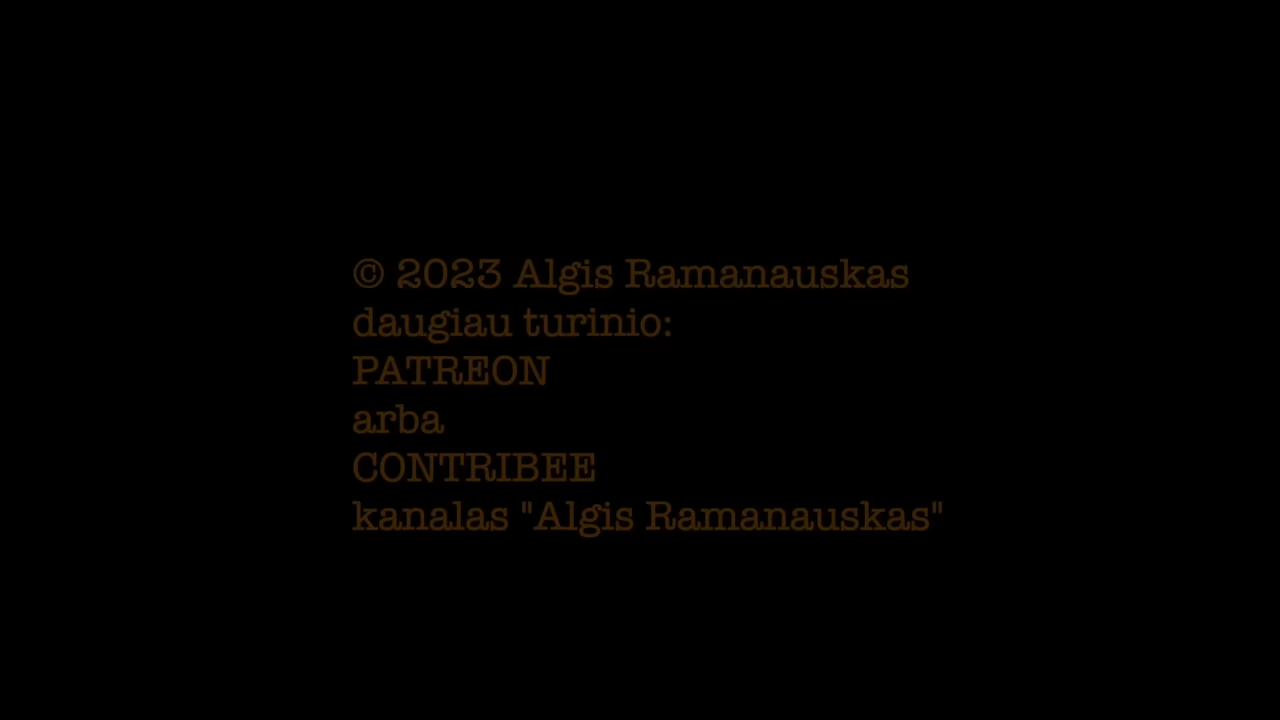 © 2023 Algis Ramanauskas
daugiau turinio:
PATREON
arba
CONTRIBEE
kanalas "Algis Ramanauskas"